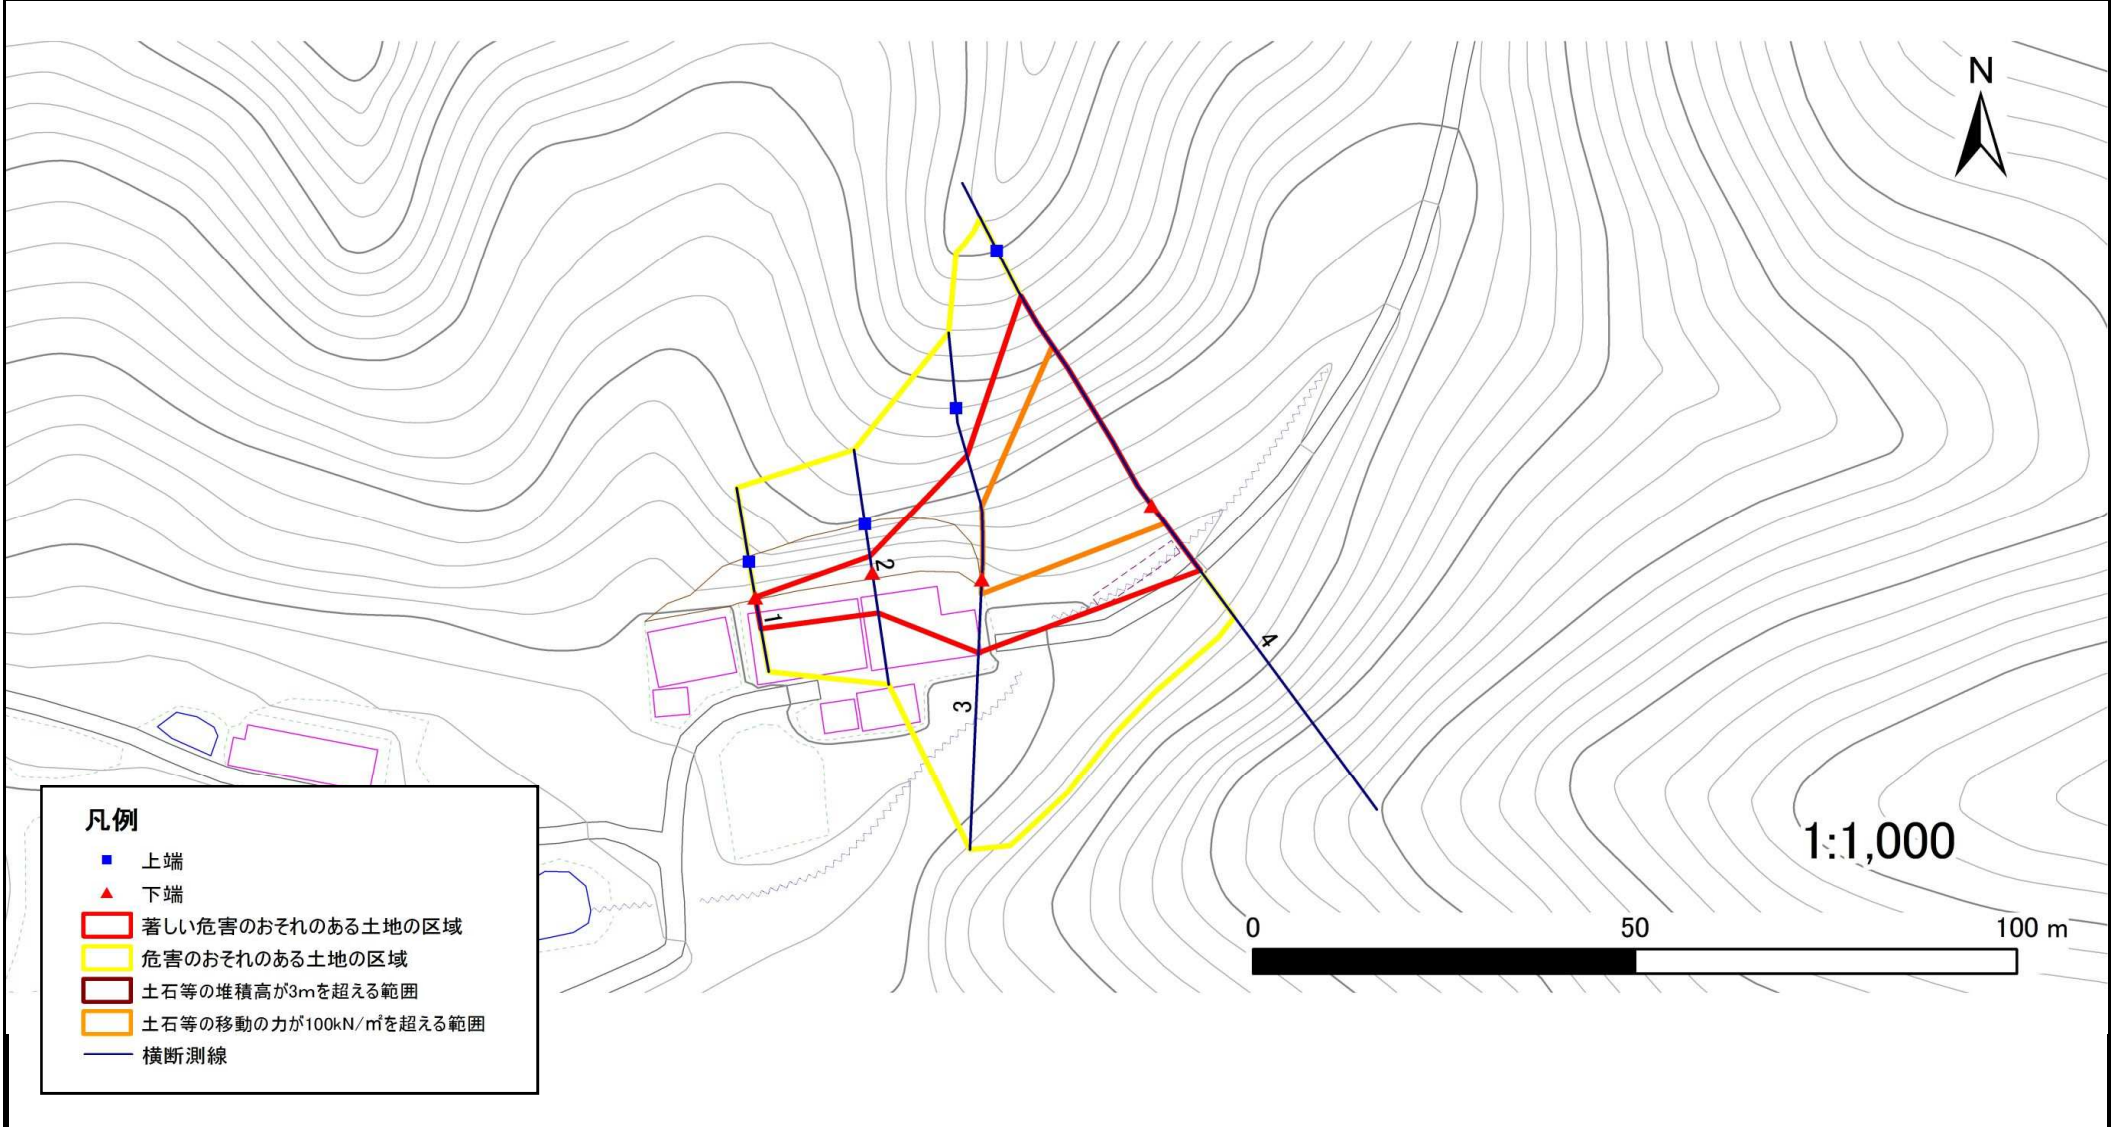 N
2
1
4
3
1:1,000
0 50 100 m
凡例
上端
下端
著しい危害のおそれのある土地の区域
危害のおそれのある土地の区域
土石等の堆積高が3mを超える範囲
土石等の移動の力が100kN/㎡を超える範囲
横断測線